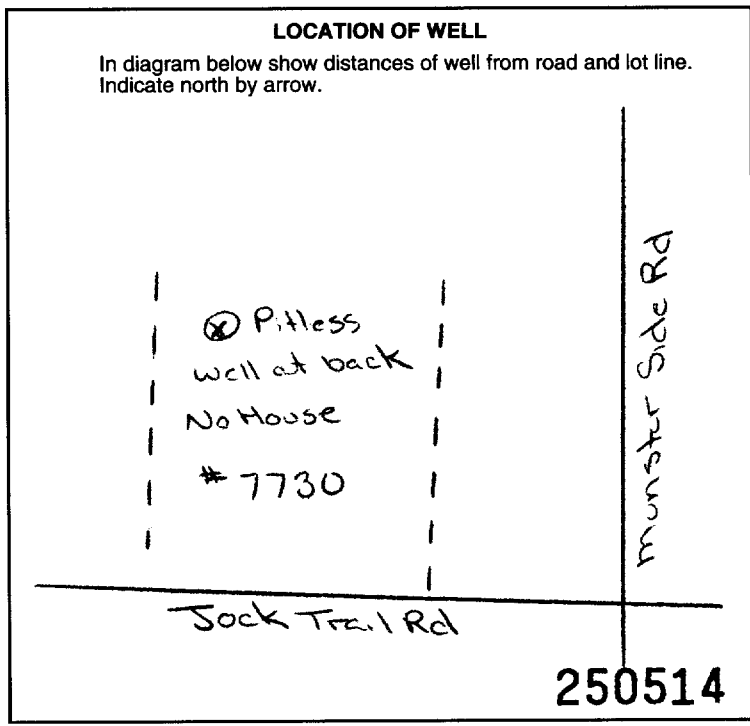 LOCATION OF WELL
In diagram below show distances of well from road and lot line.
Indicate north by arrow.
Ⓧ Pitless
well at back
No House
# 7730
Munster Side Rd
Jock Trail Rd
250514